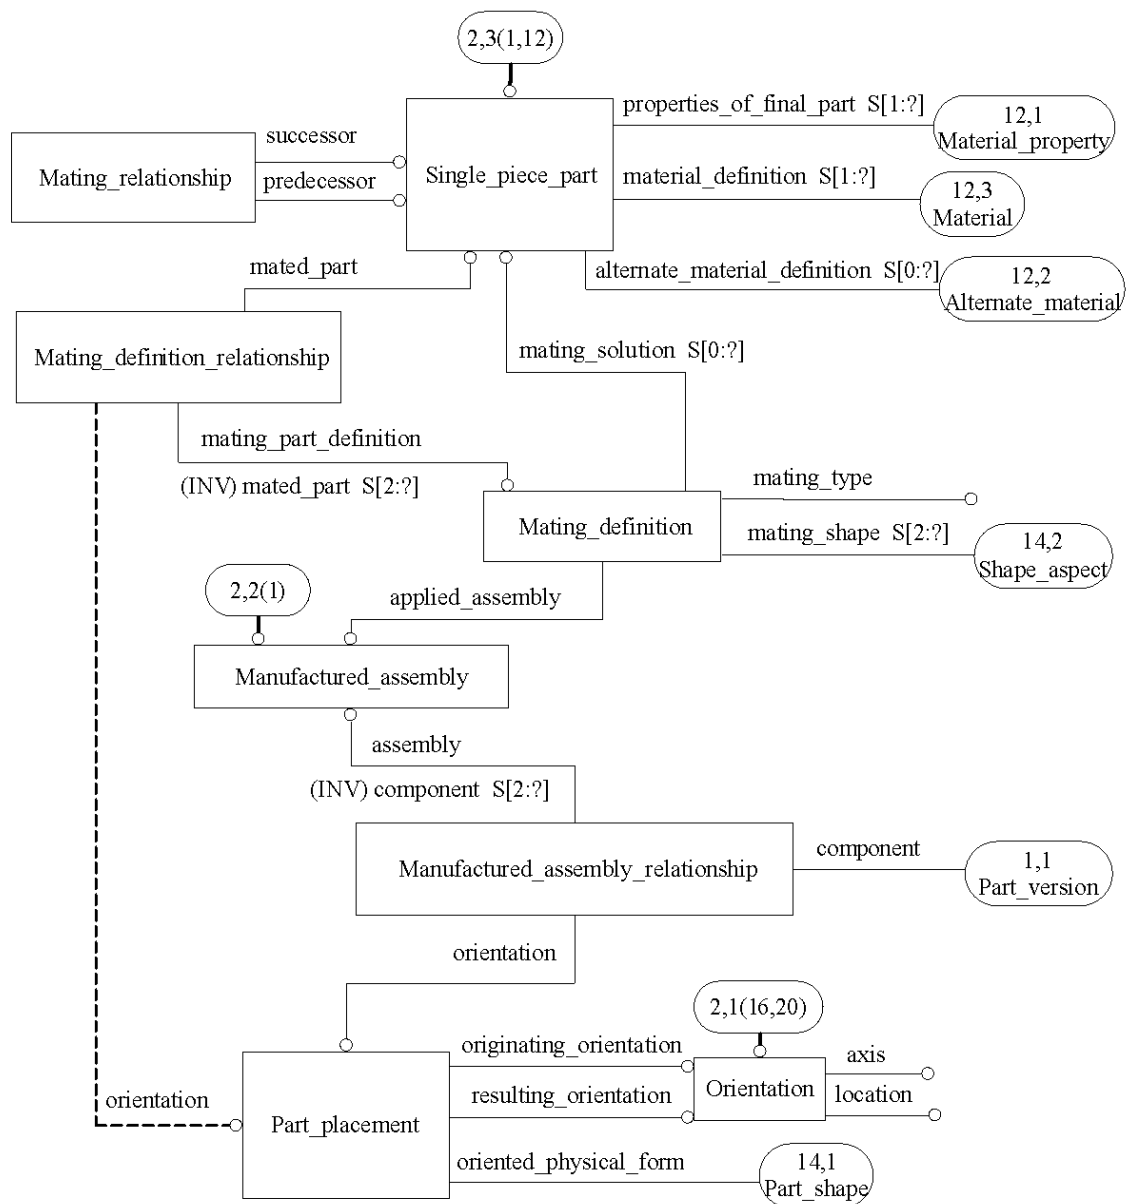 2,3(1,12)
properties_of_final_part S[1:?]
12,1
Material_property
successor
Mating_relationship
predecessor
Single_piece_part
material_definition S[1:?]
12,3
Material
mated_part
alternate_material_definition S[0:?]
12,2
Alternate_material
Mating_definition_relationship
mating_solution S[0:?]
mating_part_definition
(INV) mated_part S[2:?]
mating_type
Mating_definition
mating_shape S[2:?]
14,2
Shape_aspect
2,2(1)
applied_assembly
Manufactured_assembly
assembly
(INV) component S[2:?]
Manufactured_assembly_relationship
component
1,1
Part_version
orientation
2,1(16,20)
originating_orientation
axis
Orientation
location
orientation
resulting_orientation
Part_placement
oriented_physical_form
14,1
Part_shape